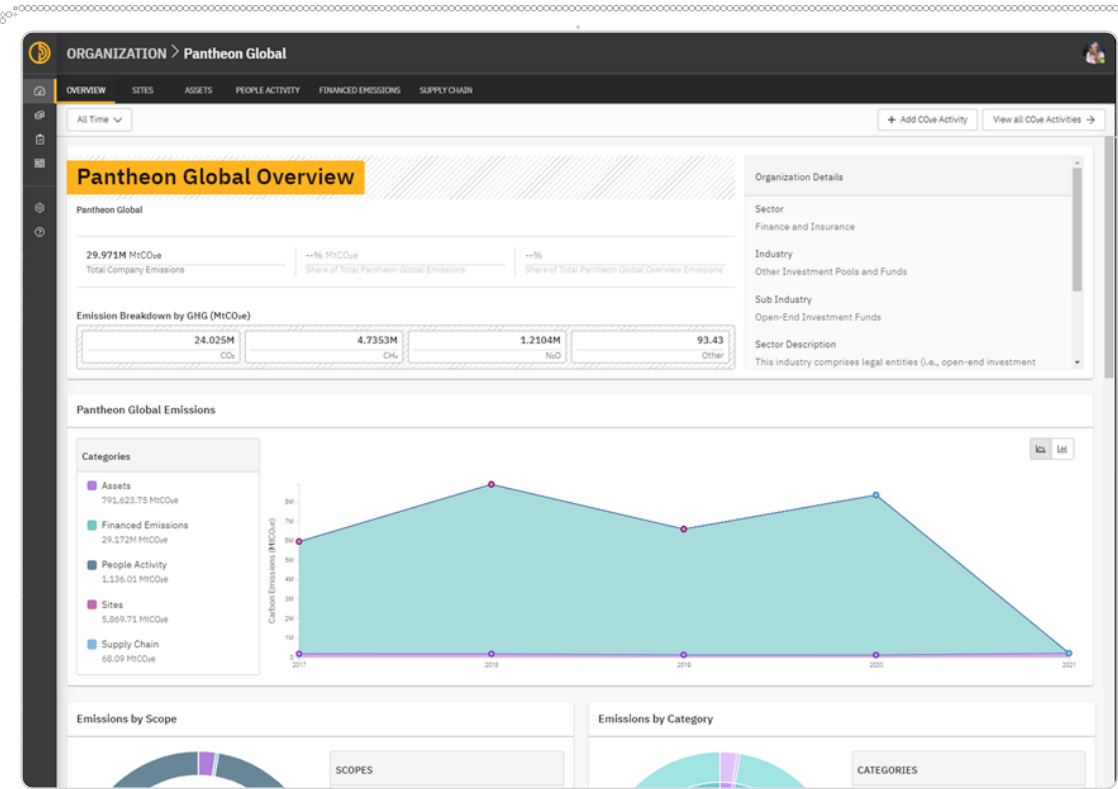 ORGANIZATION > Pantheon Global
OVERVIEW SITES ASSETS PEOPLE ACTIVITY FINANCED EMISSIONS SUPPLY CHAIN
All Time
+ Add CO₂e Activity View all CO₂e Activities →
Pantheon Global Overview
Pantheon Global
29.971M MtCO₂e
Total Company Emissions
--% MtCO₂e
Share of Total Pantheon Global Emissions
--%
Share of Total Pantheon Global Overview Emissions
Emission Breakdown by GHG (MtCO₂e)
24.025M
CO₂
4.7353M
CH₄
1.2104M
N₂O
93.43
Other
Organization Details
Sector
Finance and Insurance
Industry
Other Investment Pools and Funds
Sub Industry
Open-End Investment Funds
Sector Description
This industry comprises legal entities (i.e., open-end investment
Pantheon Global Emissions
Categories
Assets
791,623.75 MtCO₂e
Financed Emissions
29.172M MtCO₂e
People Activity
1,136.01 MtCO₂e
Sites
5,869.71 MtCO₂e
Supply Chain
68.09 MtCO₂e
Carbon Emissions (MtCO₂e)
8M
7M
6M
5M
4M
3M
2M
1M
0
2017 2018 2019 2020 2021
Emissions by Scope
SCOPES
Emissions by Category
CATEGORIES